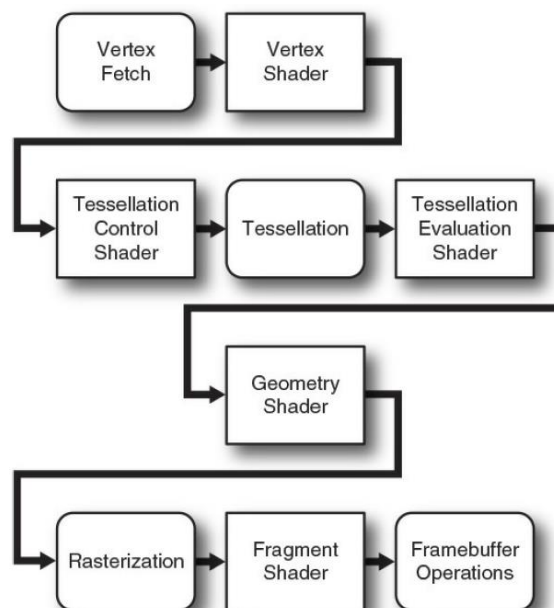 Vertex
Fetch
Vertex
Shader
Tessellation
Control
Shader
Tessellation
Tessellation
Evaluation
Shader
Geometry
Shader
Rasterization
Fragment
Shader
Framebuffer
Operations